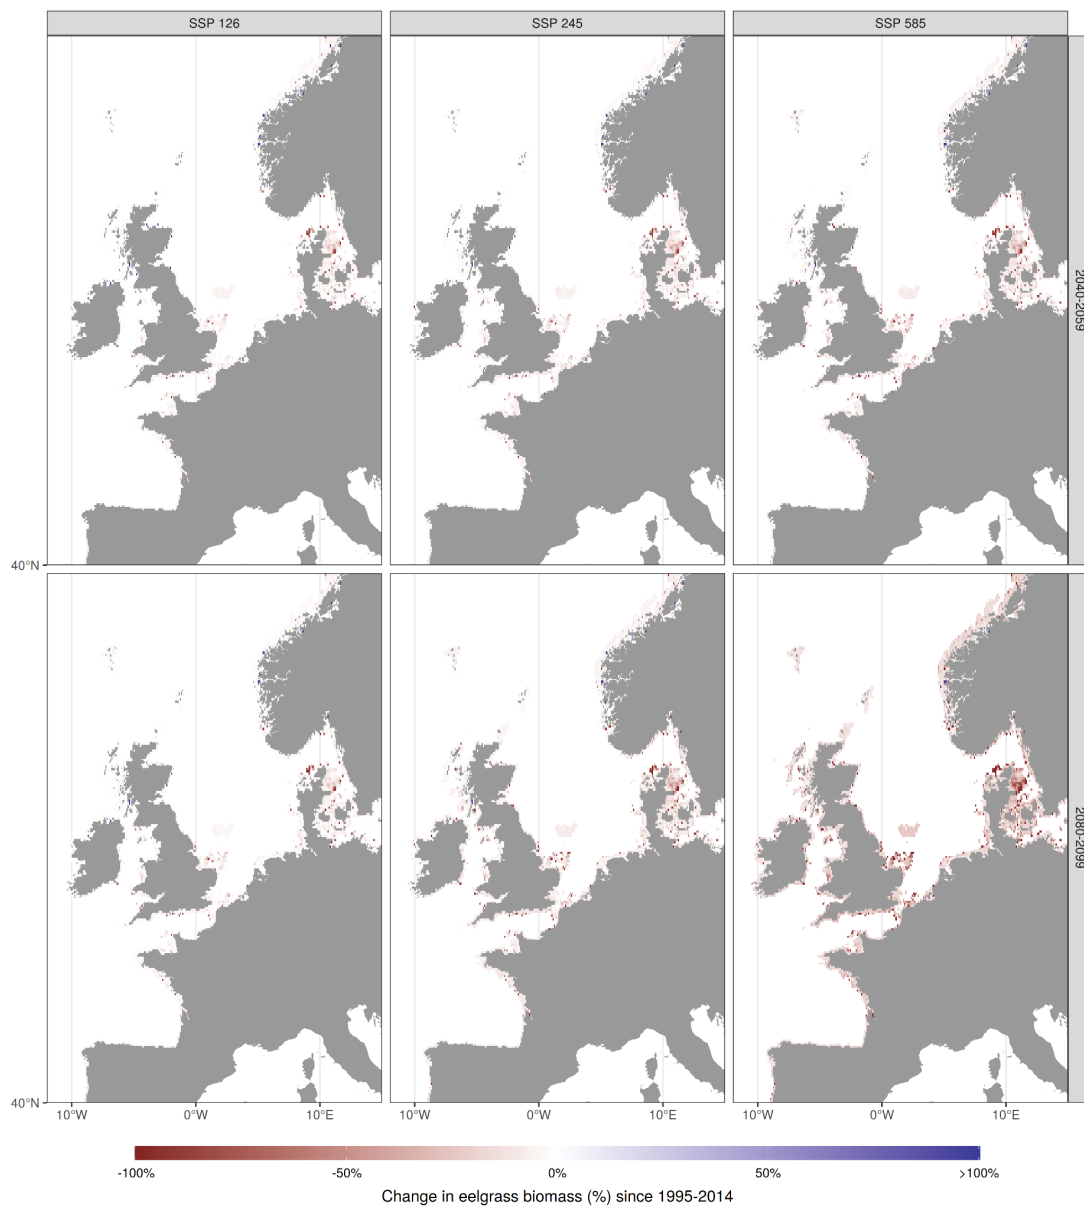 SSP 126 SSP 245 SSP 585
2040-2059
40°N
2080-2099
40°N
10°W 0°W 10°E 10°W 0°W 10°E 10°W 0°W 10°E
-100% -50% 0% 50% >100%
Change in eelgrass biomass (%) since 1995-2014